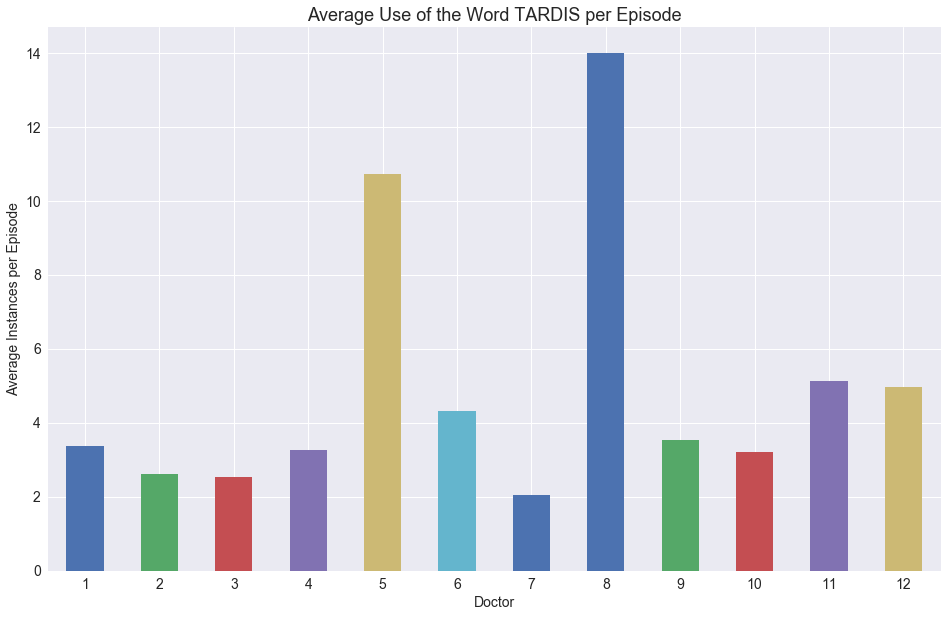 Average Use of the Word TARDIS per Episode
Average Instances per Episode
14
12
10
8
6
4
2
0
1 2 3 4 5 6 7 8 9 10 11 12
Doctor